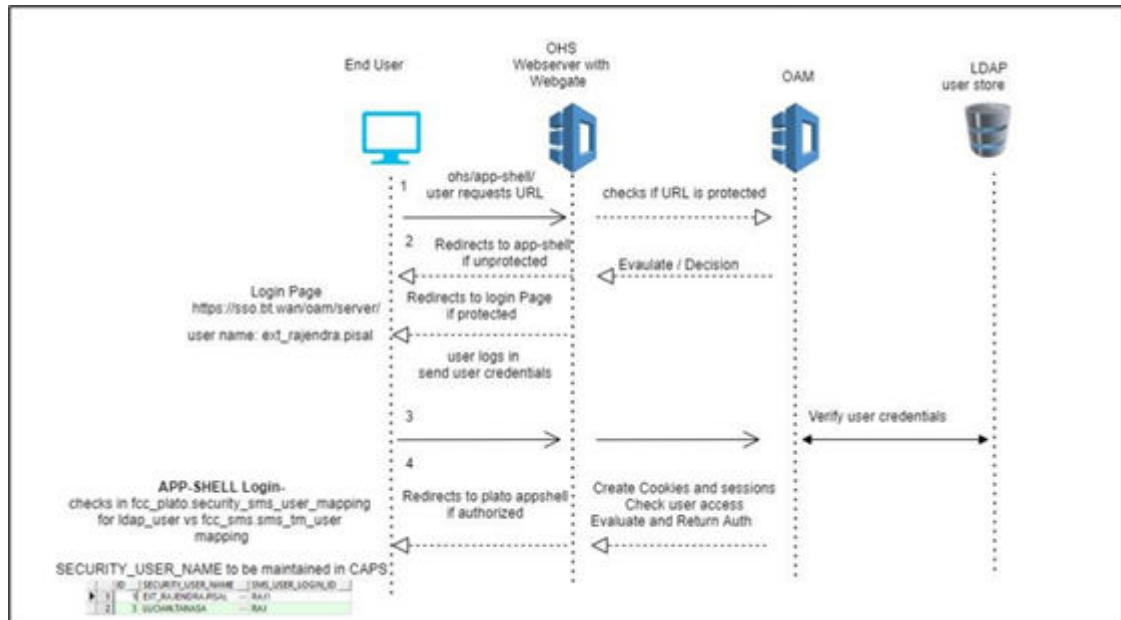 End User
OHS
Webserver with
Webgate
OAM
LDAP
user store
1
ohs/app-shell/
user requests URL
checks if URL is protected
2
Redirects to app-shell
if unprotected
Evaulate / Decision
Login Page
https://sso.bt.wan/oam/server/
user name: ext_rajendra.pisal
Redirects to login Page
if protected
user logs in
send user credentials
3
Verify user credentials
4
APP-SHELL Login-
checks in fcc_plato.security_sms_user_mapping
for ldap_user vs fcc_sms.sms_tm_user
mapping
Redirects to plato appshell
if authorized
Create Cookies and sessions
Check user access
Evaluate and Return Auth
SECURITY_USER_NAME to be maintained in CAPS
ID SECURITY_USER_NAME SMS_USER_LOGIN_ID
1 EXT_RAJENDRA.PISAL
2 3 LUCIAN.TANASA